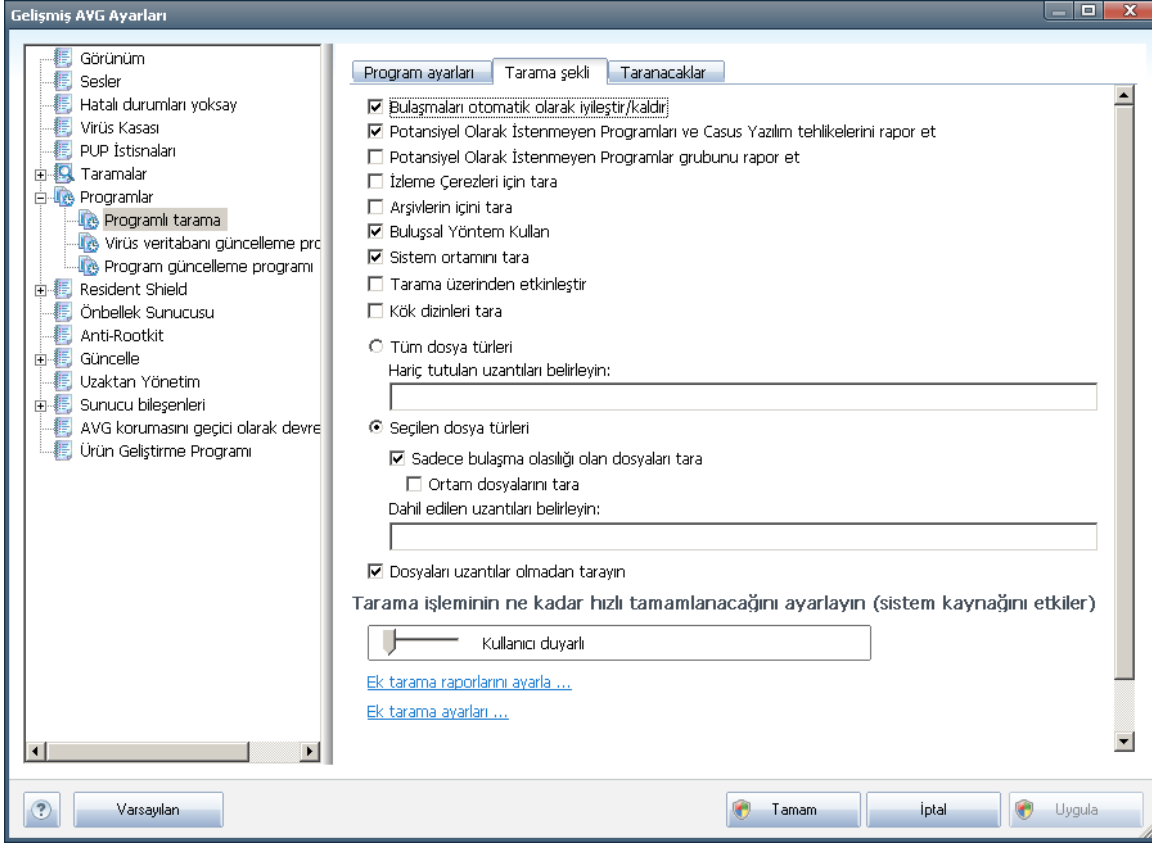 Gelişmiş AVG Ayarları
Görünüm
Sesler
Hatalı durumları yoksay
Virüs Kasası
PUP İstisnaları
Taramalar
Programlar
Programlı tarama
Virüs veritabanı güncelleme pro
Program güncelleme programı
Resident Shield
Önbellek Sunucusu
Anti-Rootkit
Güncelle
Uzaktan Yönetim
Sunucu bileşenleri
AVG korumasını geçici olarak devre
Ürün Geliştirme Programı
Program ayarları
Tarama şekli
Taranacaklar
Bulaşmaları otomatik olarak iyileştir/kaldır
Potansiyel Olarak İstenmeyen Programları ve Casus Yazılım tehlikelerini rapor et
Potansiyel Olarak İstenmeyen Programlar grubunu rapor et
İzleme Çerezleri için tara
Arşivlerin içini tara
Buluşsal Yöntem Kullan
Sistem ortamını tara
Tarama üzerinden etkinleştir
Kök dizinleri tara
Tüm dosya türleri
Hariç tutulan uzantıları belirleyin:
Seçilen dosya türleri
Sadece bulaşma olasılığı olan dosyaları tara
Ortam dosyalarını tara
Dahil edilen uzantıları belirleyin:
Dosyaları uzantılar olmadan tarayın
Tarama işleminin ne kadar hızlı tamamlanacağını ayarlayın (sistem kaynağını etkiler)
Kullanıcı duyarlı
Ek tarama raporlarını ayarla ...
Ek tarama ayarları ...
?
Varsayılan
Tamam
İptal
Uygula